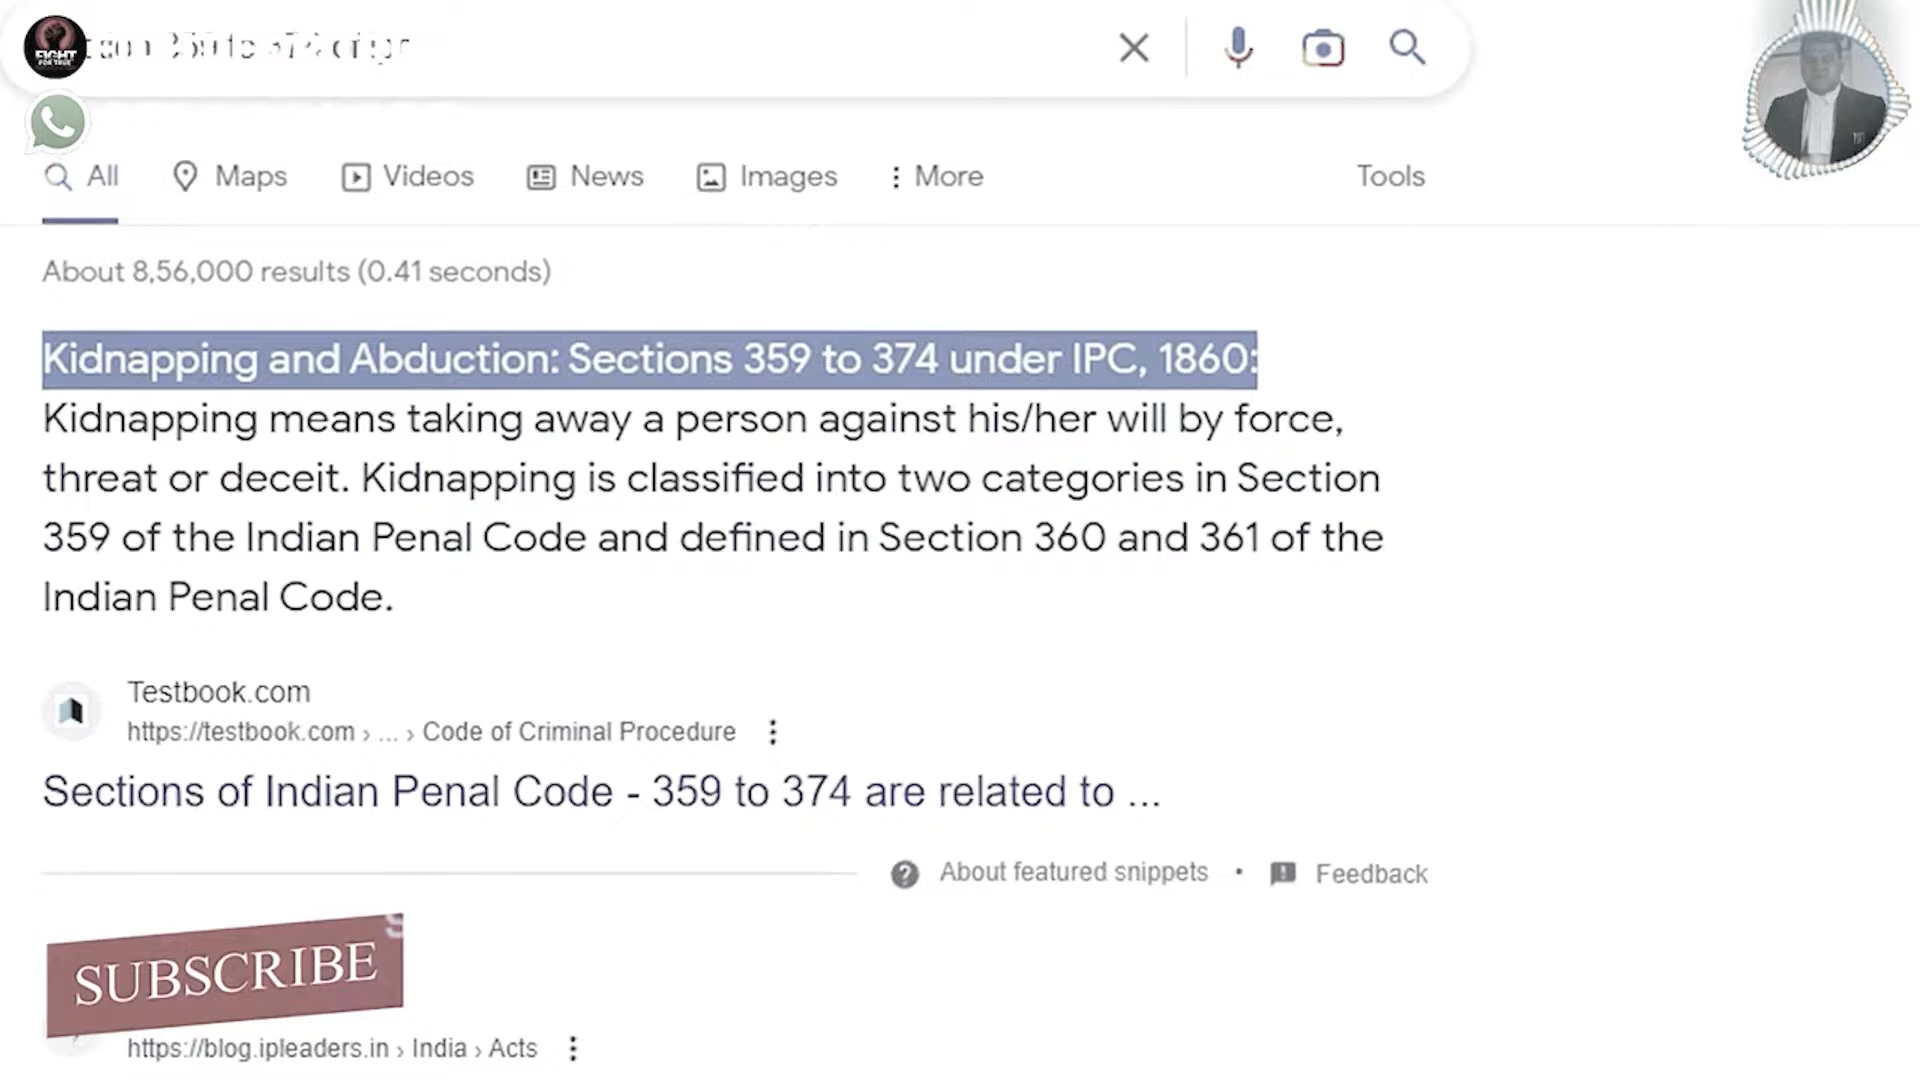 FIGHT
FOR TRUE
All Maps Videos News Images More Tools
About 8,56,000 results (0.41 seconds)
Kidnapping and Abduction: Sections 359 to 374 under IPC, 1860:
Kidnapping means taking away a person against his/her will by force,
threat or deceit. Kidnapping is classified into two categories in Section
359 of the Indian Penal Code and defined in Section 360 and 361 of the
Indian Penal Code.
Testbook.com
https://testbook.com › ... › Code of Criminal Procedure
Sections of Indian Penal Code - 359 to 374 are related to ...
About featured snippets • Feedback
SUBSCRIBE
https://blog.ipleaders.in › India › Acts